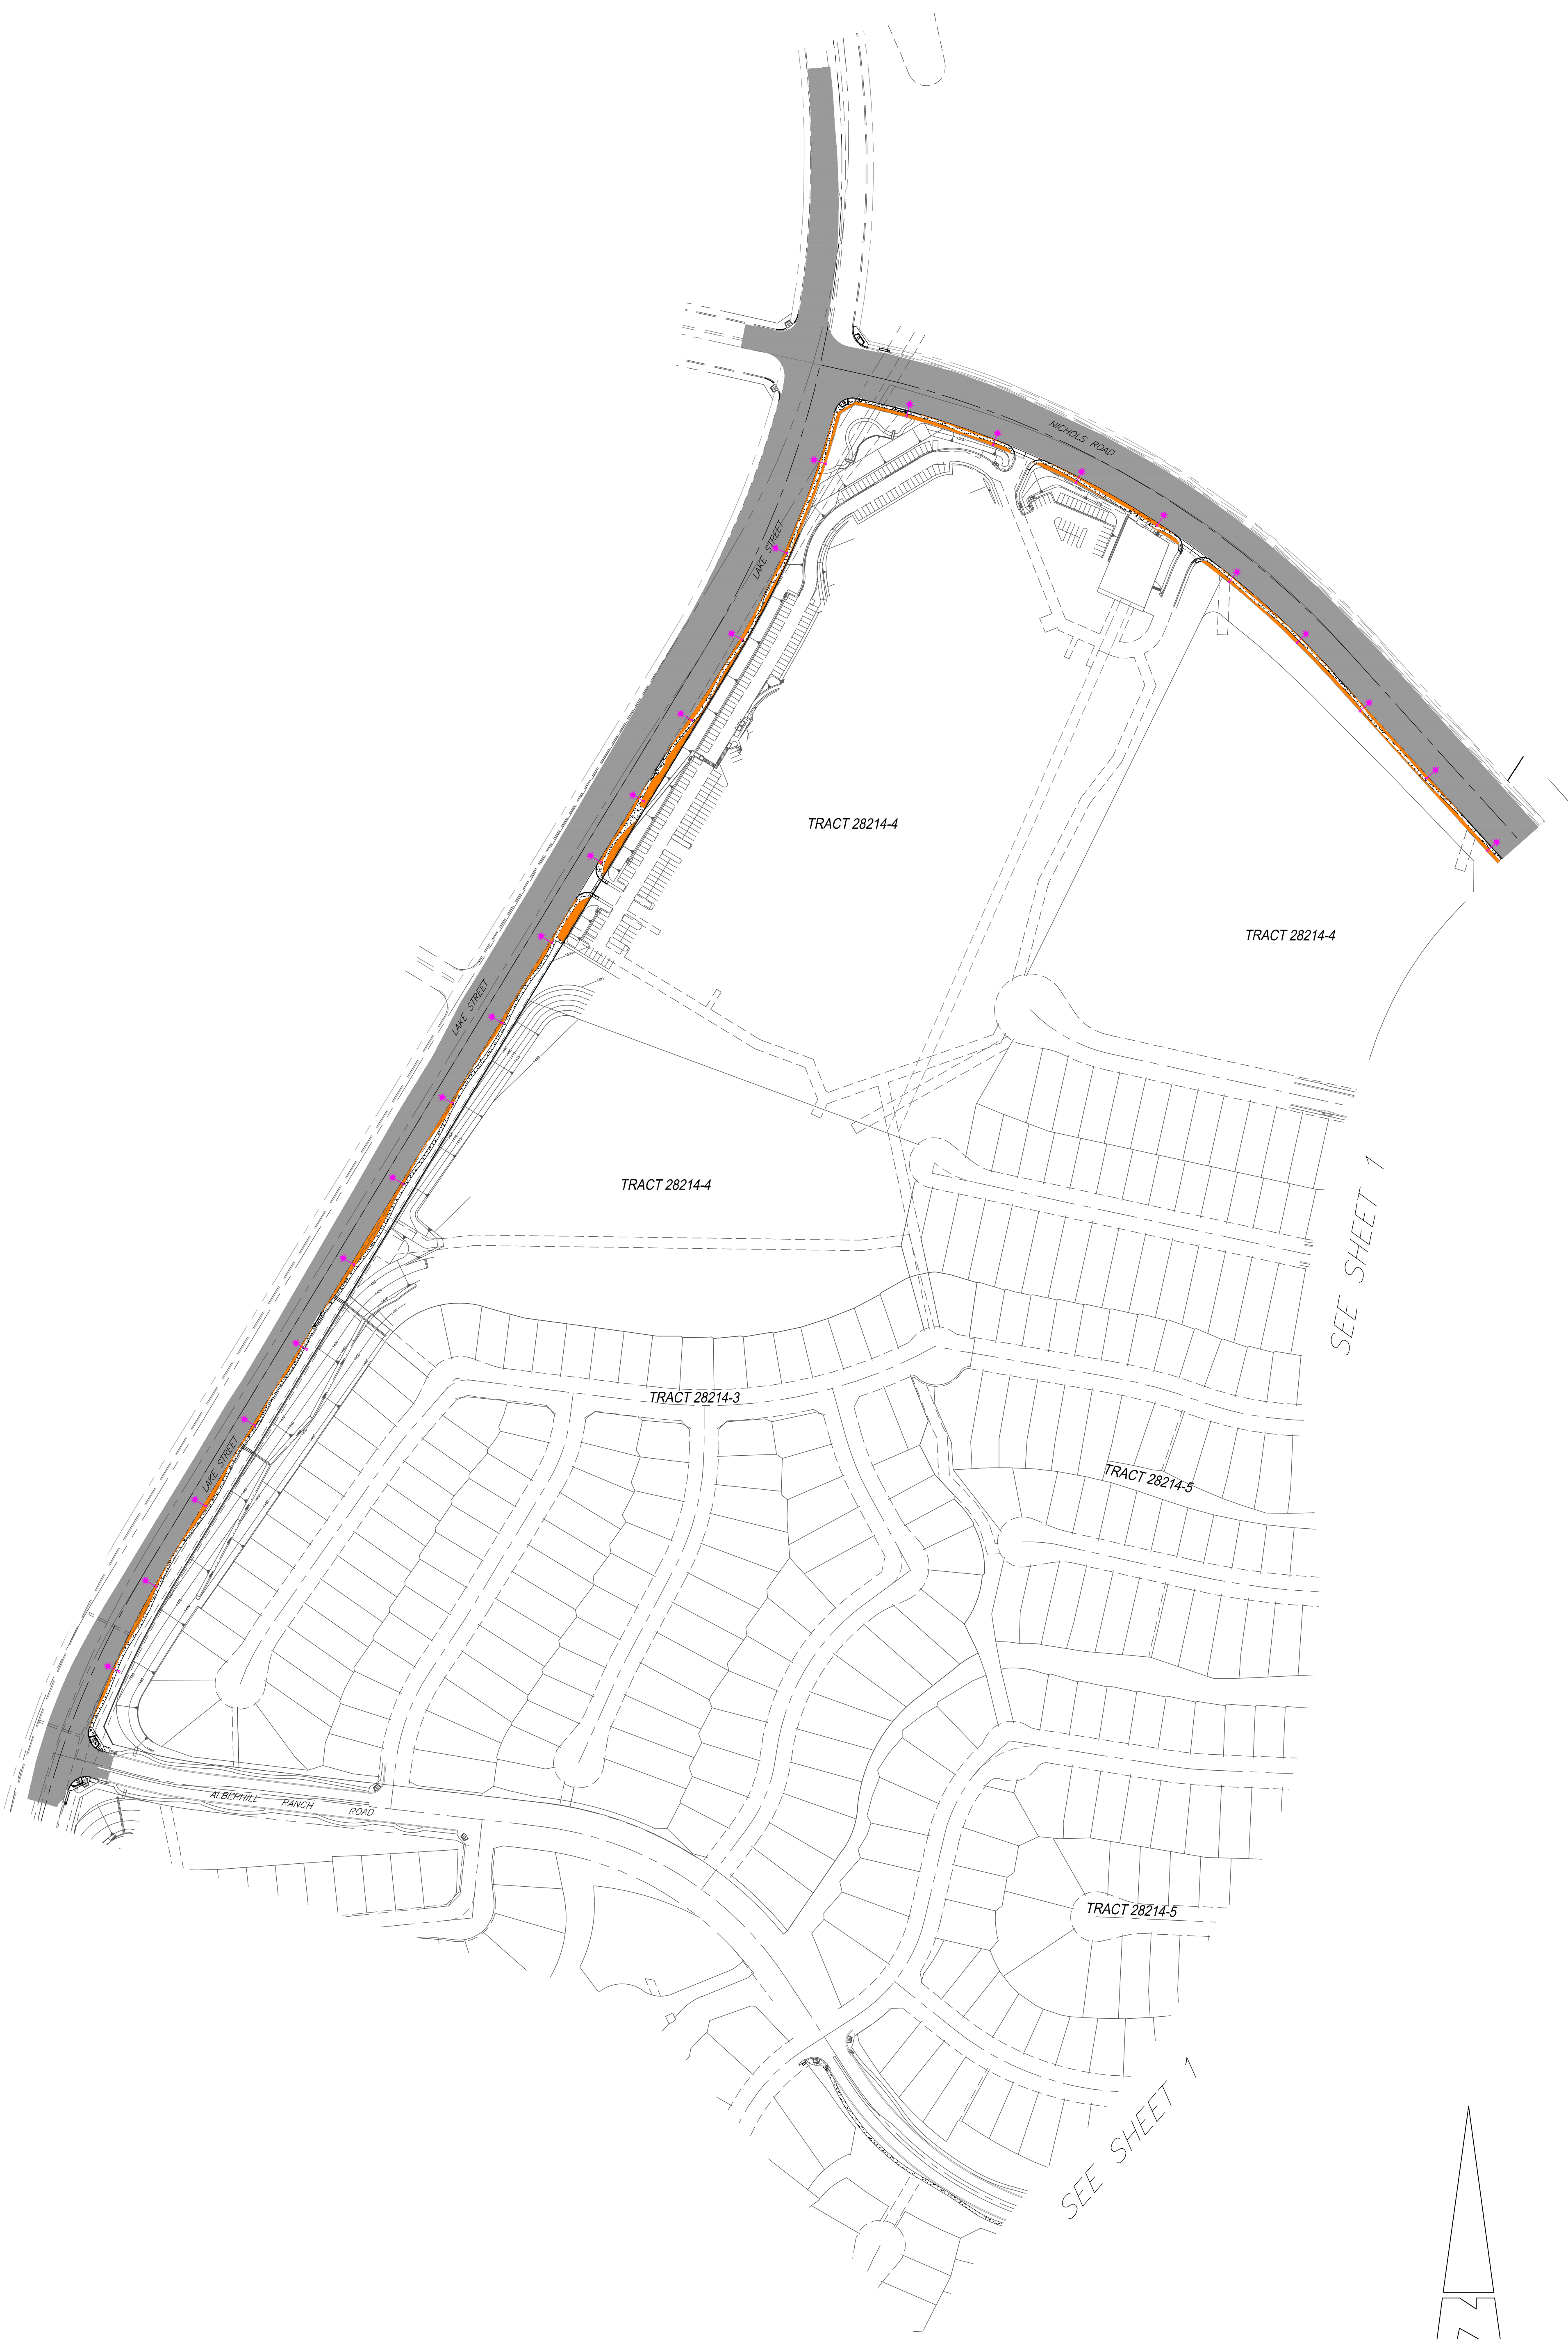 NICHOLS ROAD
LAKE STREET
TRACT 28214-4
TRACT 28214-4
LAKE STREET
TRACT 28214-4
SEE SHEET 1
TRACT 28214-3
LAKE STREET
TRACT 28214-5
ALBERHILL RANCH ROAD
TRACT 28214-5
SEE SHEET 1